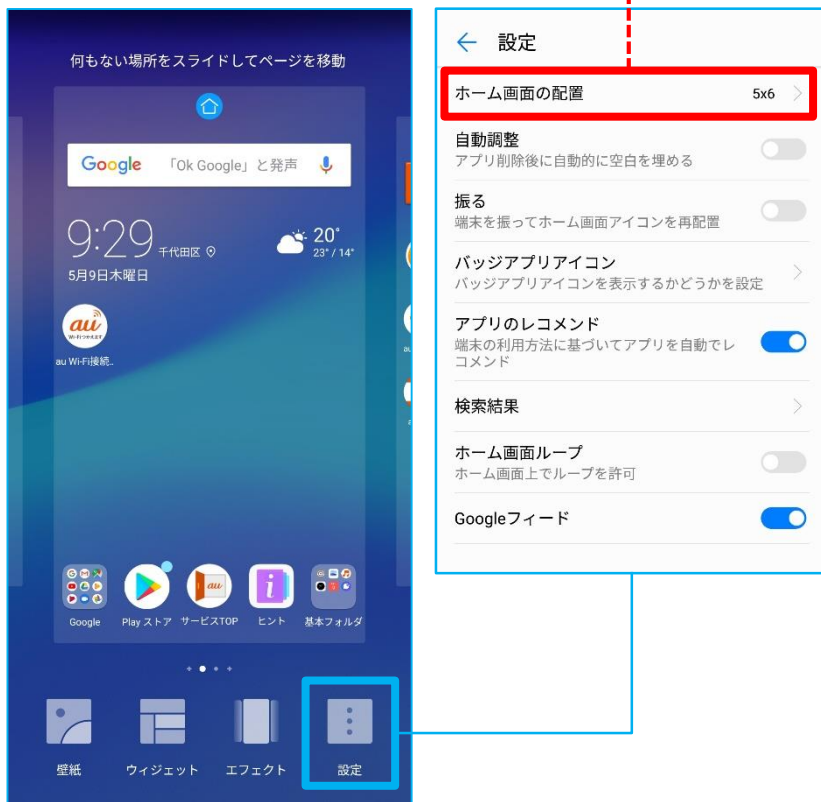 何もない場所をスライドしてページを移動
Google 「Ok Google」と発声
9:29 千代田区
20°
23°/ 14°
5月9日木曜日
au
Wi-Fiつかえます
au Wi-Fi接続..
au
Google
Play ストア
サービスTOP
ヒント
基本フォルダ
壁紙
ウィジェット
エフェクト
設定
設定
ホーム画面の配置 5x6
自動調整
アプリ削除後に自動的に空白を埋める
振る
端末を振ってホーム画面アイコンを再配置
バッジアプリアイコン
バッジアプリアイコンを表示するかどうかを設定
アプリのレコメンド
端末の利用方法に基づいてアプリを自動でレ
コメンド
検索結果
ホーム画面ループ
ホーム画面上でループを許可
Googleフィード